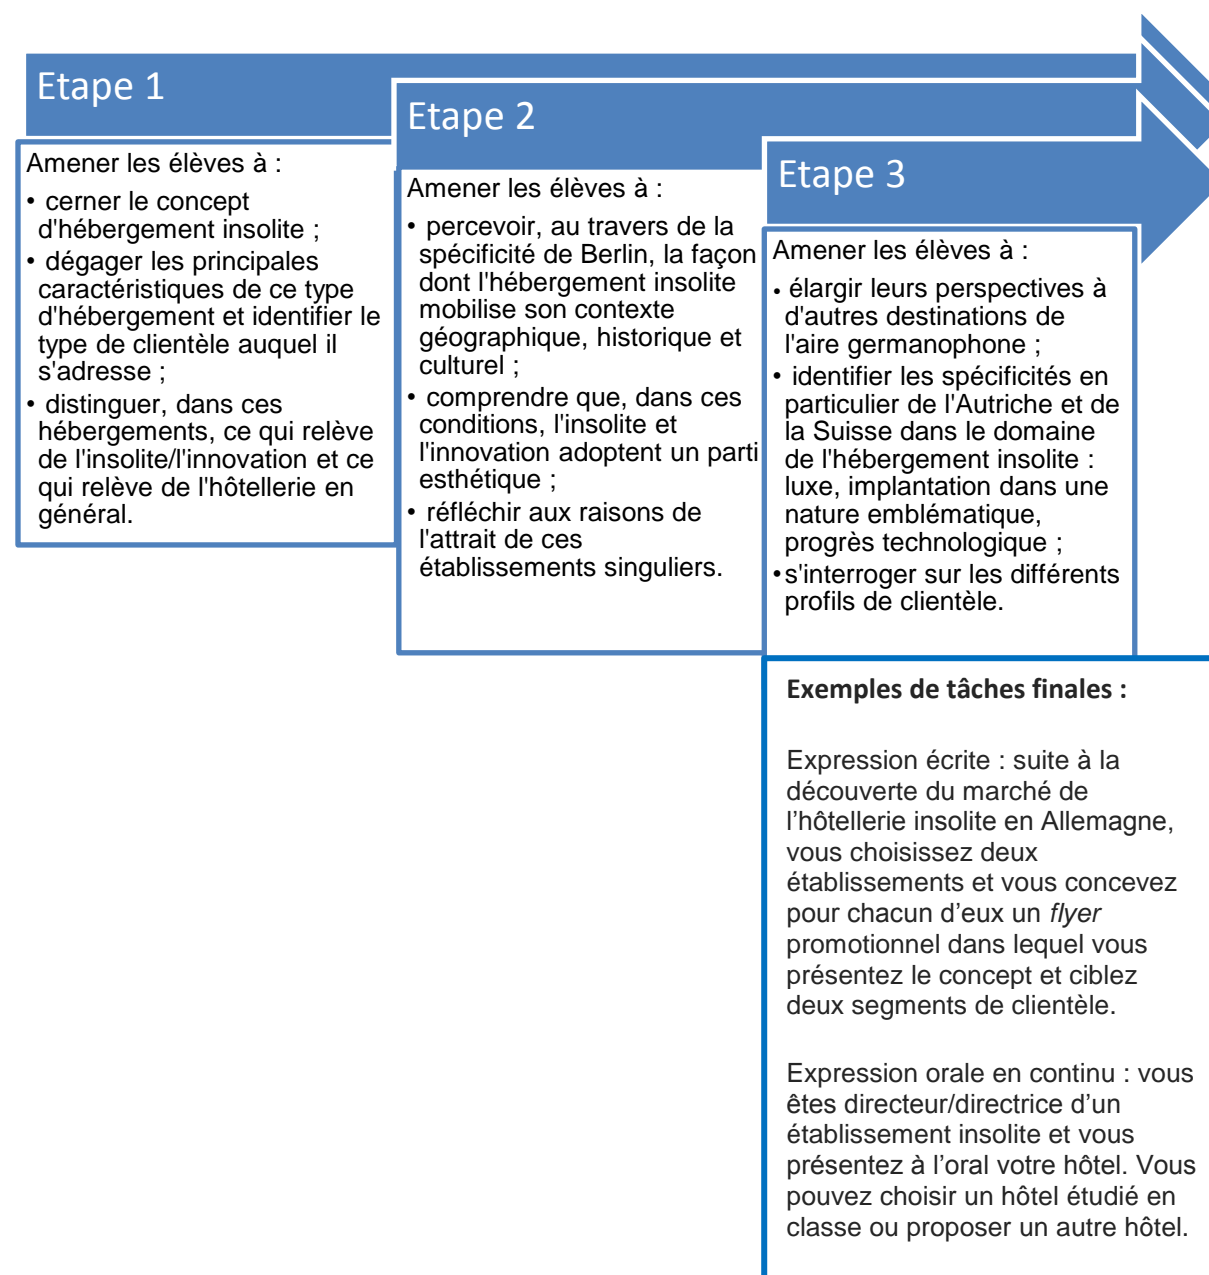 Etape 1
Amener les élèves à :
• cerner le concept
d'hébergement insolite ;
• dégager les principales
caractéristiques de ce type
d'hébergement et identifier le
type de clientèle auquel il
s'adresse ;
• distinguer, dans ces
hébergements, ce qui relève
de l'insolite/l'innovation et ce
qui relève de l'hôtellerie en
général.
Etape 2
Amener les élèves à :
• percevoir, au travers de la
spécificité de Berlin, la façon
dont l'hébergement insolite
mobilise son contexte
géographique, historique et
culturel ;
• comprendre que, dans ces
conditions, l'insolite et
l'innovation adoptent un parti
esthétique ;
• réfléchir aux raisons de
l'attrait de ces
établissements singuliers.
Etape 3
Amener les élèves à :
• élargir leurs perspectives à
d'autres destinations de
l'aire germanophone ;
• identifier les spécificités en
particulier de l'Autriche et de
la Suisse dans le domaine
de l'hébergement insolite :
luxe, implantation dans une
nature emblématique,
progrès technologique ;
• s'interroger sur les différents
profils de clientèle.
Exemples de tâches finales :
Expression écrite : suite à la
découverte du marché de
l’hôtellerie insolite en Allemagne,
vous choisissez deux
établissements et vous concevez
pour chacun d’eux un flyer
promotionnel dans lequel vous
présentez le concept et ciblez
deux segments de clientèle.
Expression orale en continu : vous
êtes directeur/directrice d’un
établissement insolite et vous
présentez à l’oral votre hôtel. Vous
pouvez choisir un hôtel étudié en
classe ou proposer un autre hôtel.